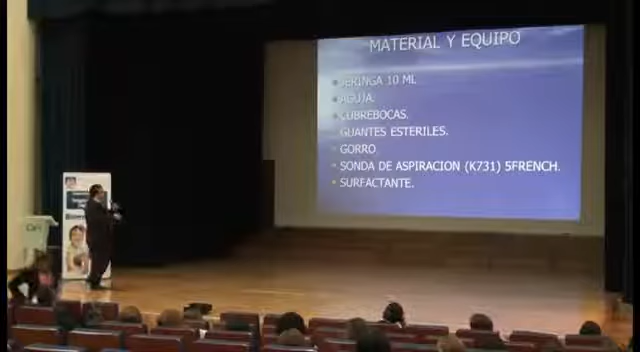 MATERIAL Y EQUIPO
JERINGA 10 ML
AGUJA.
CUBREBOCAS.
GUANTES ESTERILES.
GORRO.
SONDA DE ASPIRACION (K731) 5FRENCH.
SURFACTANTE.